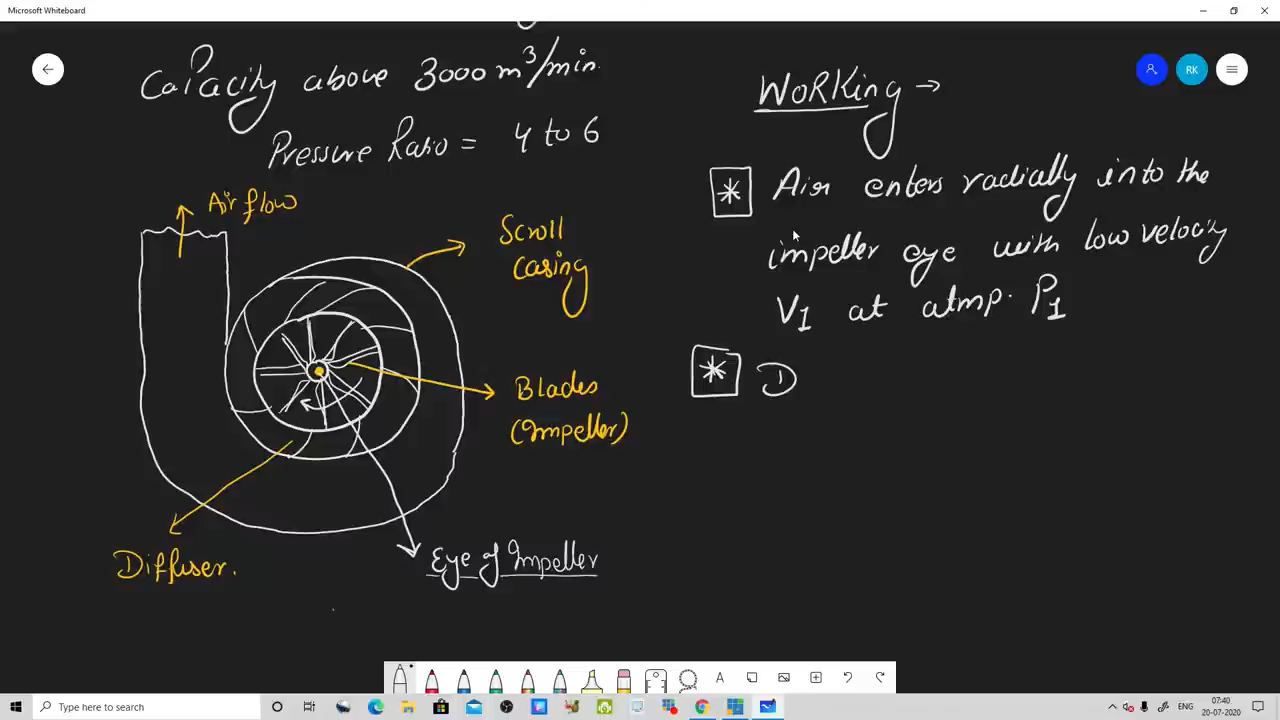 Microsoft Whiteboard
Capacity above 3000 m³/min.
Pressure Ratio = 4 to 6
Air flow
Scroll
Casing
Blades
(Impeller)
Diffuser.
Eye of Impeller
RK
WORKing →
* Air enters radially into the
impeller eye with low velocity
V1 at atmp. P1
* D
Type here to search
ENG
07:40
20-07-2020